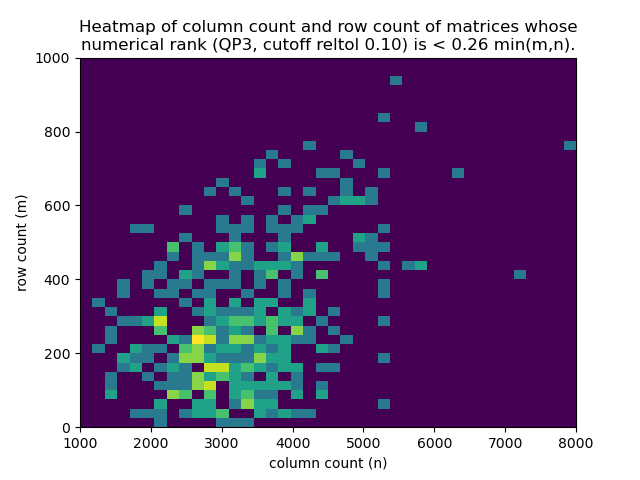 Heatmap of column count and row count of matrices whose
numerical rank (QP3, cutoff reltol 0.10) is < 0.26 min(m,n).
1000
800
600
400
200
0
row count (m)
1000 2000 3000 4000 5000 6000 7000 8000
column count (n)